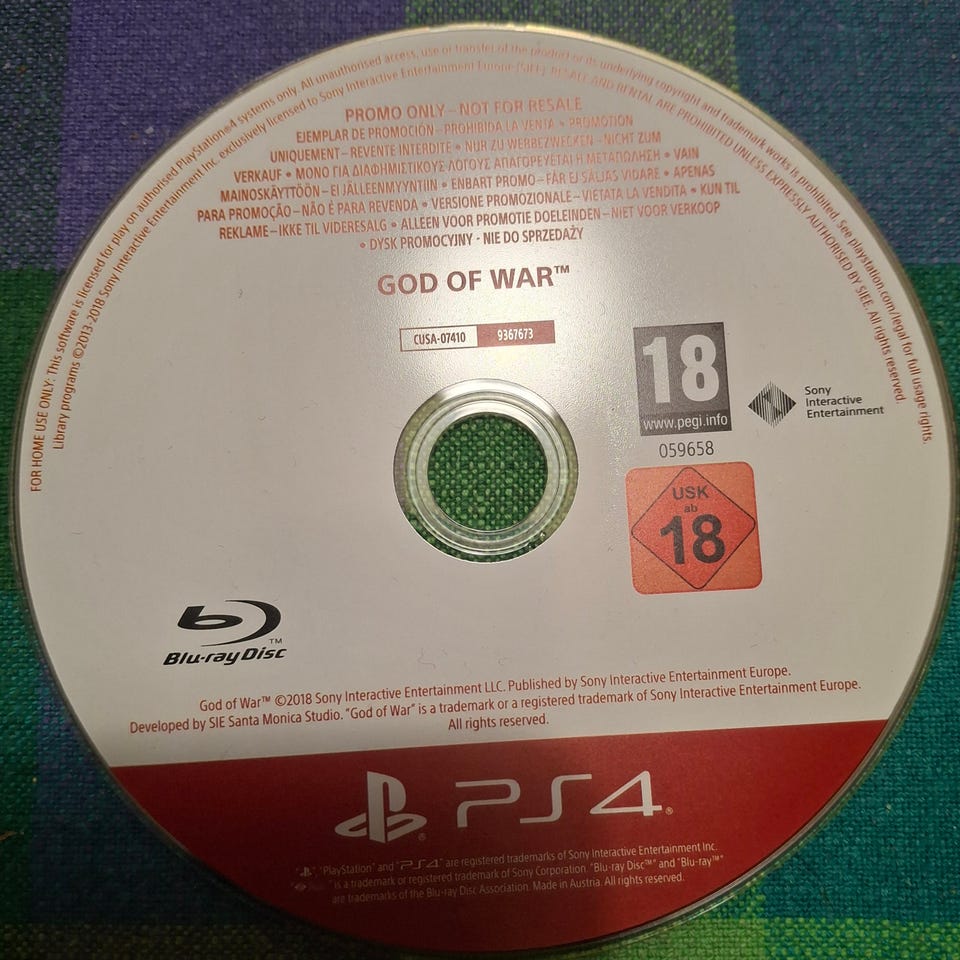 FOR HOME USE ONLY: This software is licensed for play on authorised PlayStation®4 systems only. All unauthorised access, use or transfer of the product or its underlying copyright and trademark works is prohibited. See playstation.com/legal for full usage rights.
Library programs ©2013-2018 Sony Interactive Entertainment Inc. exclusively licensed to Sony Interactive Entertainment Europe (SIEE). RESALE AND RENTAL ARE PROHIBITED UNLESS EXPRESSLY AUTHORISED BY SIEE. All rights reserved.
PROMO ONLY – NOT FOR RESALE
EJEMPLAR DE PROMOCIÓN – PROHIBIDA LA VENTA • PROMOTION
UNIQUEMENT – REVENTE INTERDITE • NUR ZU WERBEZWECKEN - NICHT ZUM
VERKAUF • ΜΟΝΟ ΓΙΑ ΔΙΑΦΗΜΙΣΤΙΚΟΥΣ ΛΟΓΟΥΣ ΑΠΑΓΟΡΕΥΕΤΑΙ Η ΜΕΤΑΠΩΛΗΣΗ • VAIN
MAINOSKÄYTTÖÖN – EI JÄLLEENMYYNTIIN • ENBART PROMO – FÅR EJ SÄLJAS VIDARE • APENAS
PARA PROMOÇÃO – NÃO É PARA REVENDA • VERSIONE PROMOZIONALE – VIETATA LA VENDITA • KUN TIL
REKLAME – IKKE TIL VIDERESALG • ALLEEN VOOR PROMOTIE DOELEINDEN – NIET VOOR VERKOOP
• DYSK PROMOCYJNY - NIE DO SPRZEDAŻY
GOD OF WAR™
CUSA-07410 9367673
18
www.pegi.info
059658
Sony
Interactive
Entertainment
USK
ab
18
Blu-ray Disc™
God of War™ ©2018 Sony Interactive Entertainment LLC. Published by Sony Interactive Entertainment Europe.
Developed by SIE Santa Monica Studio. "God of War" is a trademark or a registered trademark of Sony Interactive Entertainment Europe.
All rights reserved.
PS4®
", "PlayStation" and "PS4" are registered trademarks of Sony Interactive Entertainment Inc.
" is a trademark or registered trademark of Sony Corporation. "Blu-ray Disc™" and "Blu-ray™"
are trademarks of the Blu-ray Disc Association. Made in Austria. All rights reserved.